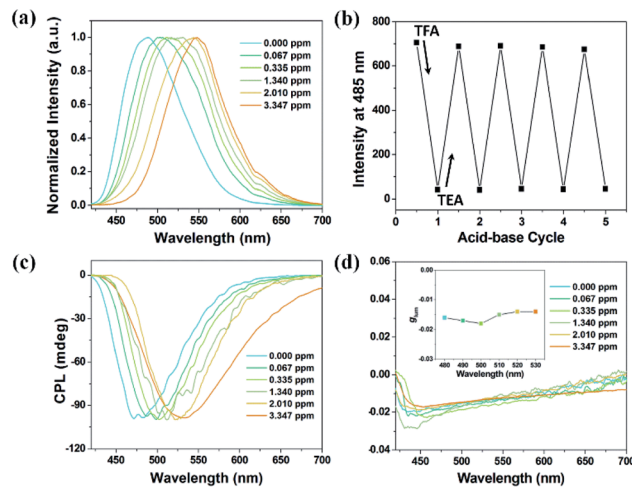 (a)
Normalized Intensity (a.u.)
1.0
0.8
0.6
0.4
0.2
0.0
0.000 ppm
0.067 ppm
0.335 ppm
1.340 ppm
2.010 ppm
3.347 ppm
450 500 550 600 650 700
Wavelength (nm)
(b)
Intensity at 485 nm
800
600
400
200
0
TFA
TEA
0 1 2 3 4 5
Acid-base Cycle
(c)
CPL (mdeg)
0
-30
-60
-90
-120
0.000 ppm
0.067 ppm
0.335 ppm
1.340 ppm
2.010 ppm
3.347 ppm
450 500 550 600 650 700
Wavelength (nm)
(d)
0.06
0.04
0.02
0.00
-0.02
-0.04
glum
0.00
-0.01
-0.02
-0.03
480 490 500 510 520 530
Wavelength (nm)
0.000 ppm
0.067 ppm
0.335 ppm
1.340 ppm
2.010 ppm
3.347 ppm
450 500 550 600 650 700
Wavelength (nm)